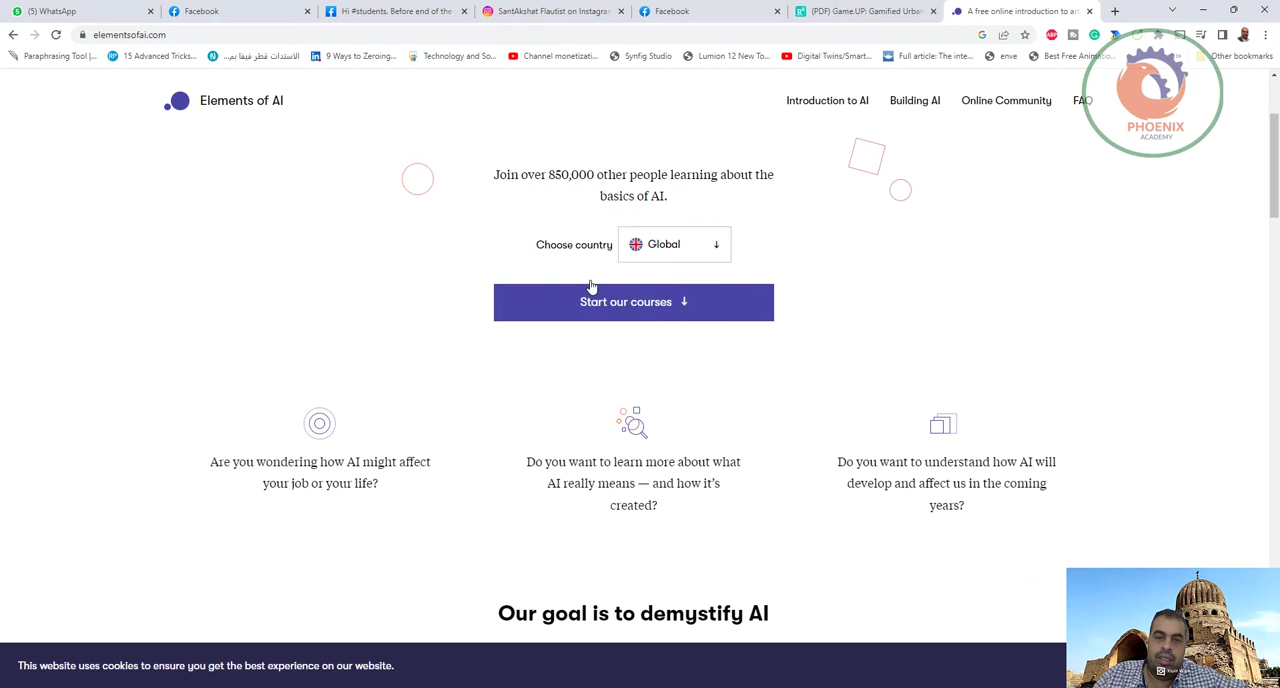 (5) WhatsApp
Facebook
Hi #students. Before end of the
SantAkshat Flautist on Instagram
Facebook
(PDF) Game.UP: Gamified Urba
A free online introduction to ar
elementsofai.com
Paraphrasing Tool |...
15 Advanced Tricks...
الاستدات قطر فيفا بم...
9 Ways to Zeroing...
Technology and So...
Channel monetizati...
Synfig Studio
Lumion 12 New To...
Digital Twins/Smart...
Full article: The inte...
enve
Best Free Anima
Other bookmarks
Elements of AI
Introduction to AI
Building AI
Online Community
FAQ
PHOENIX
ACADEMY
Join over 850,000 other people learning about the
basics of AI.
Choose country
Global
Start our courses
Are you wondering how AI might affect
your job or your life?
Do you want to learn more about what
AI really means — and how it’s
created?
Do you want to understand how AI will
develop and affect us in the coming
years?
Our goal is to demystify AI
This website uses cookies to ensure you get the best experience on our website.